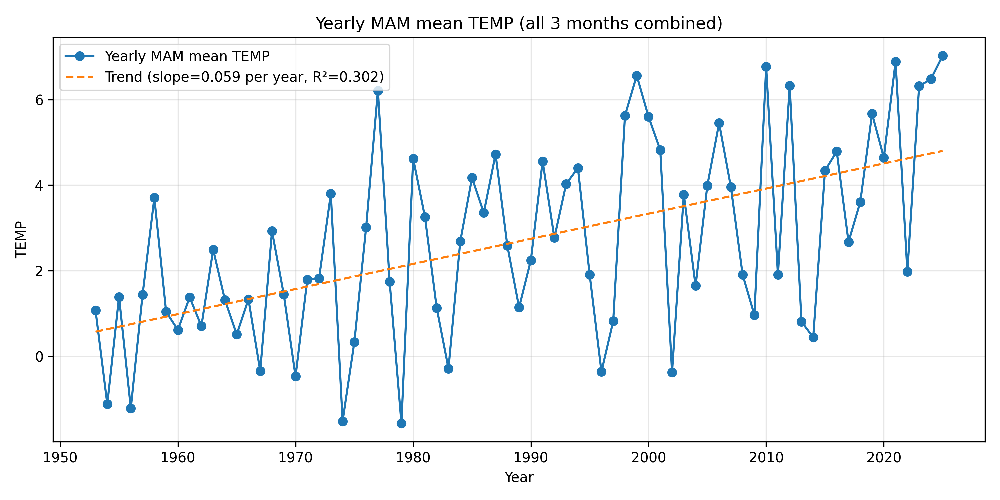 Yearly MAM mean TEMP (all 3 months combined)
Yearly MAM mean TEMP
Trend (slope=0.059 per year, R²=0.302)
TEMP
6
4
2
0
1950 1960 1970 1980 1990 2000 2010 2020
Year